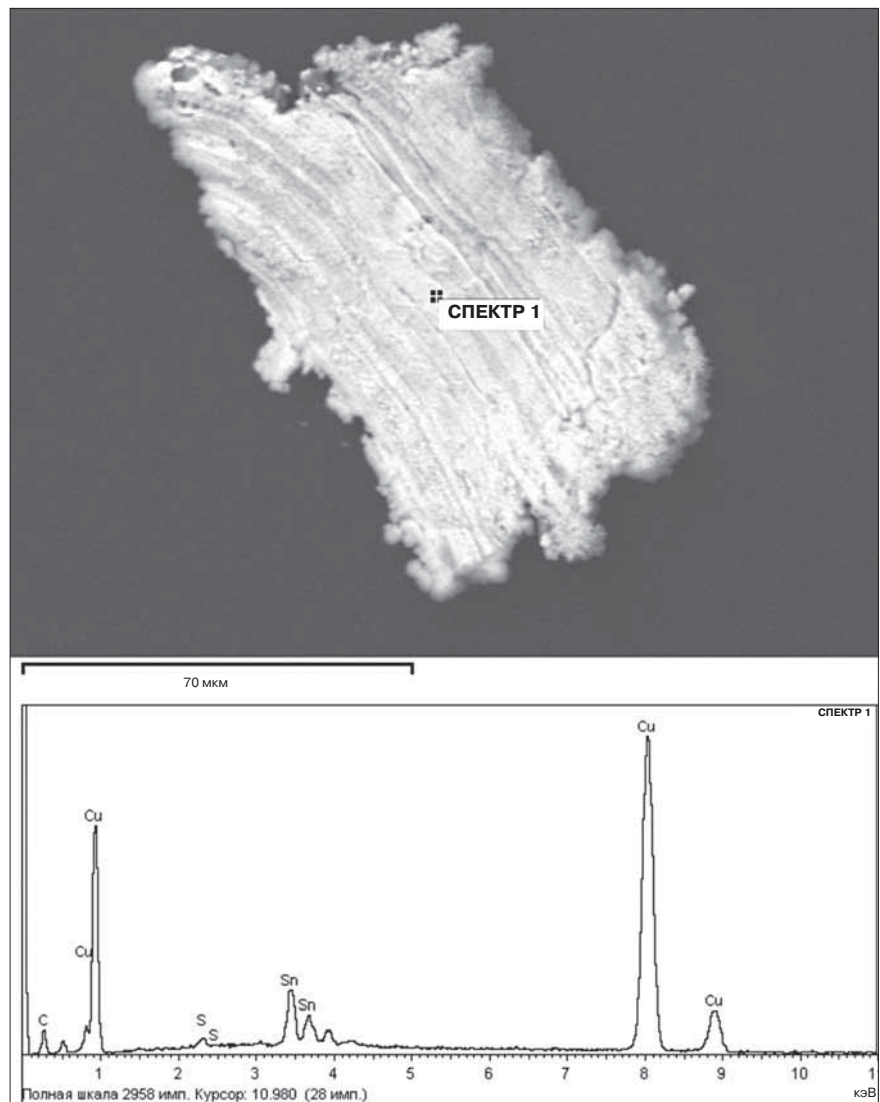 СПЕКТР 1
70 мкм
СПЕКТР 1
Cu
Cu
Cu
Sn
Sn
Cu
C
S
S
1 2 3 4 5 6 7 8 9 10 1
Полная шкала 2958 имп. Курсор: 10.980 (28 имп.)
кэВ